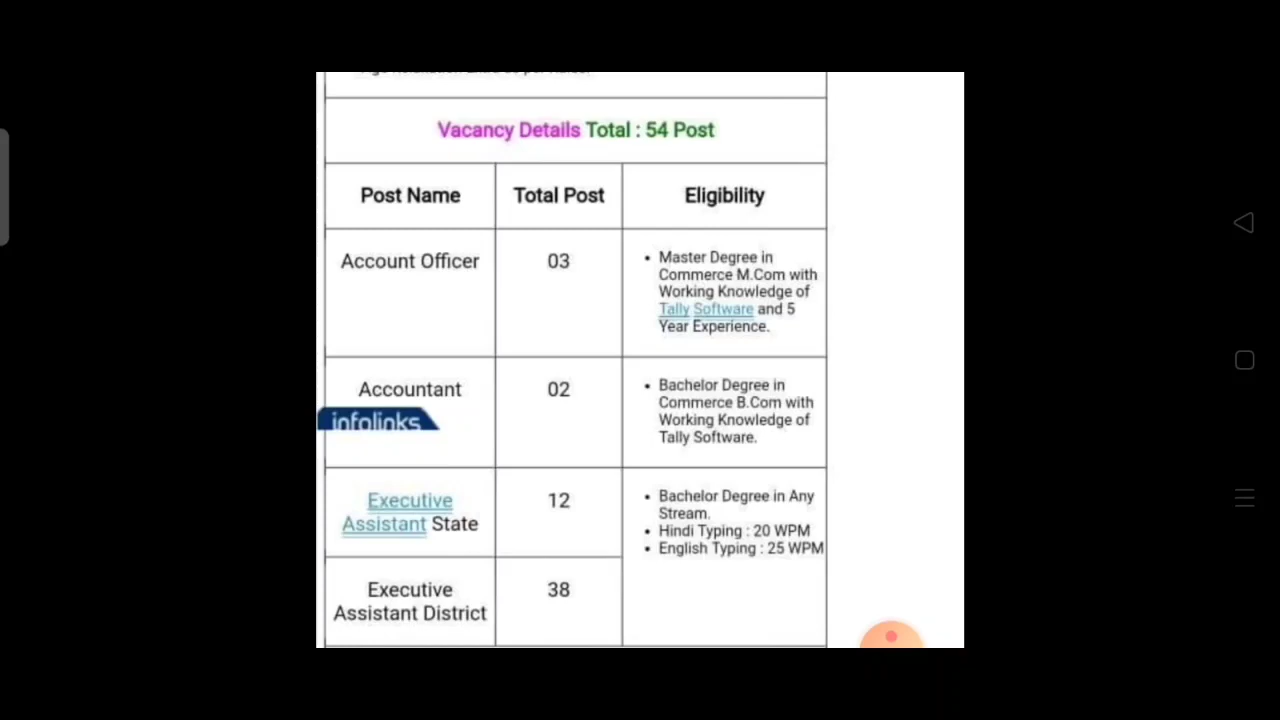 Vacancy Details Total : 54 Post
Post Name
Total Post
Eligibility
Account Officer
03
• Master Degree in
Commerce M.Com with
Working Knowledge of
Tally Software and 5
Year Experience.
Accountant
02
• Bachelor Degree in
Commerce B.Com with
Working Knowledge of
Tally Software.
infolinks
Executive
Assistant State
12
• Bachelor Degree in Any
Stream.
• Hindi Typing : 20 WPM
• English Typing : 25 WPM
Executive
Assistant District
38